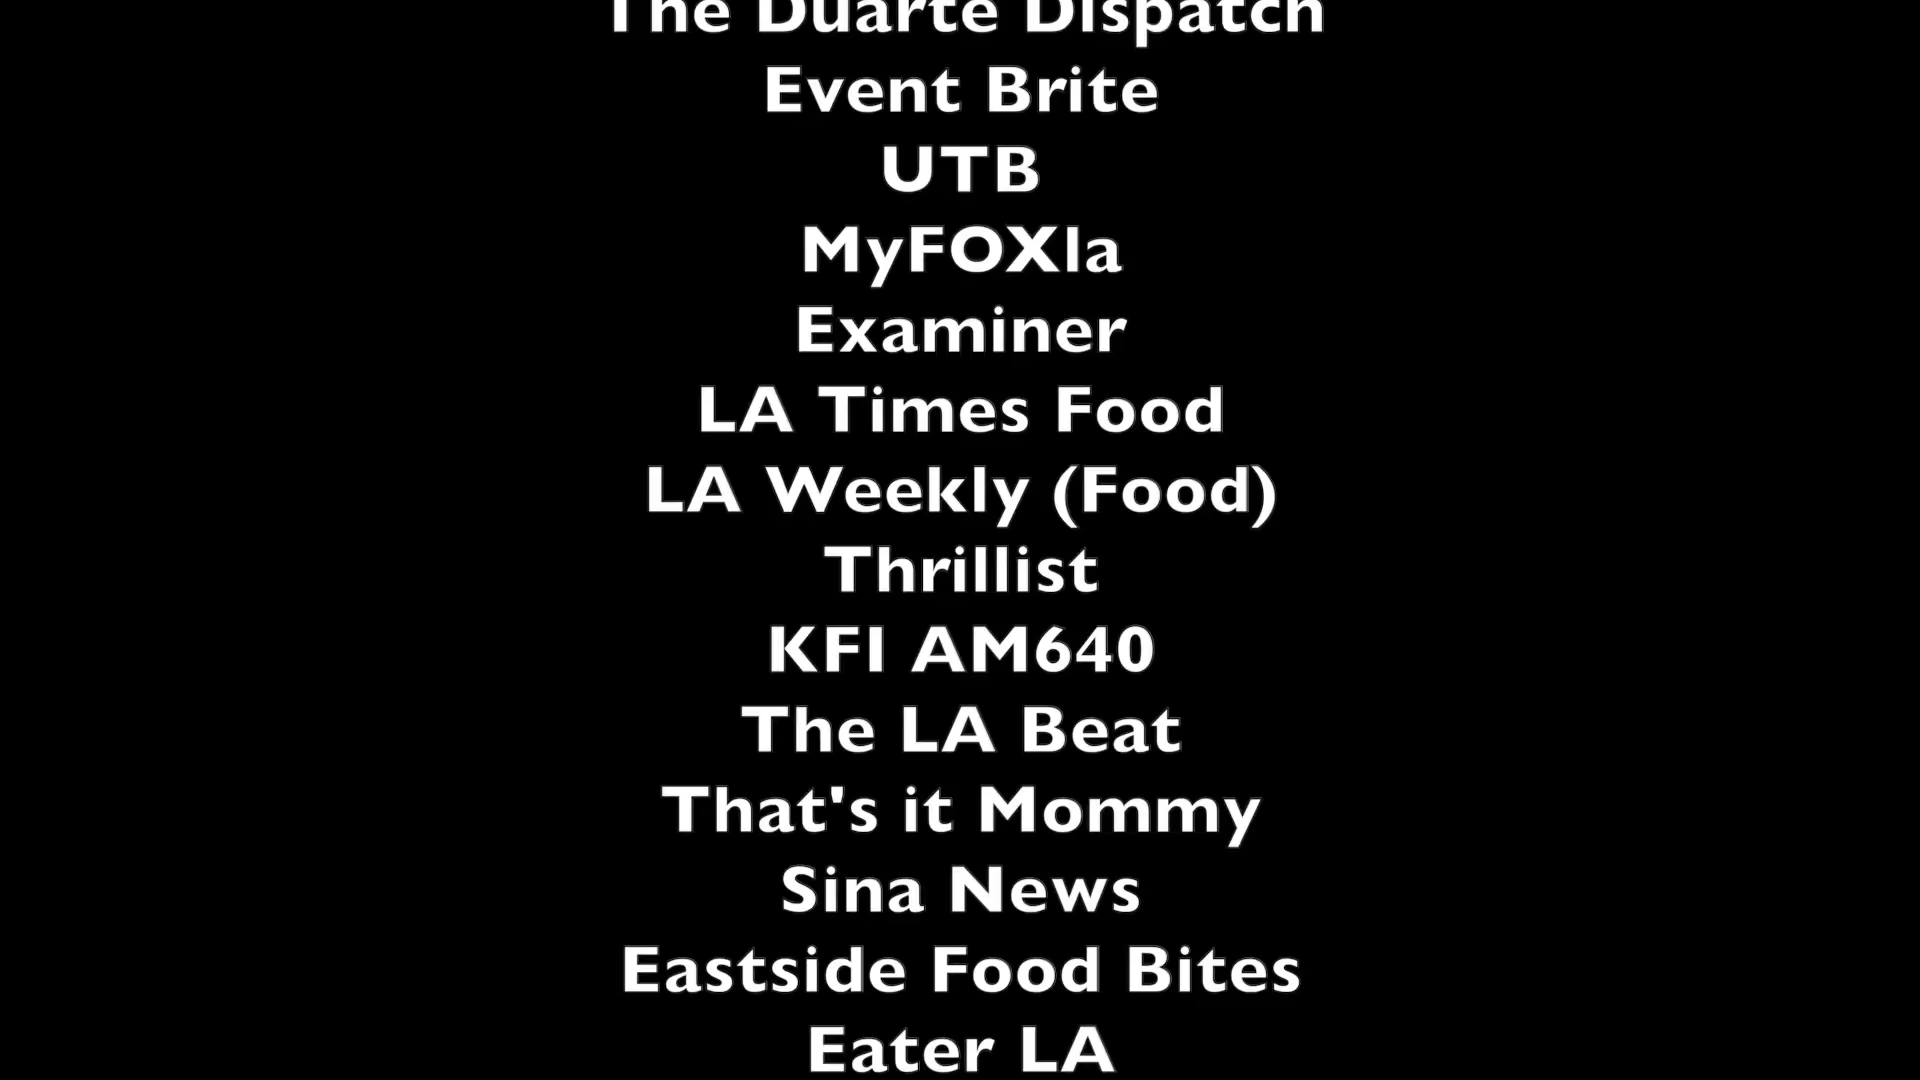 The Duarte Dispatch
Event Brite
UTB
MyFOXla
Examiner
LA Times Food
LA Weekly (Food)
Thrillist
KFI AM640
The LA Beat
That's it Mommy
Sina News
Eastside Food Bites
Eater LA